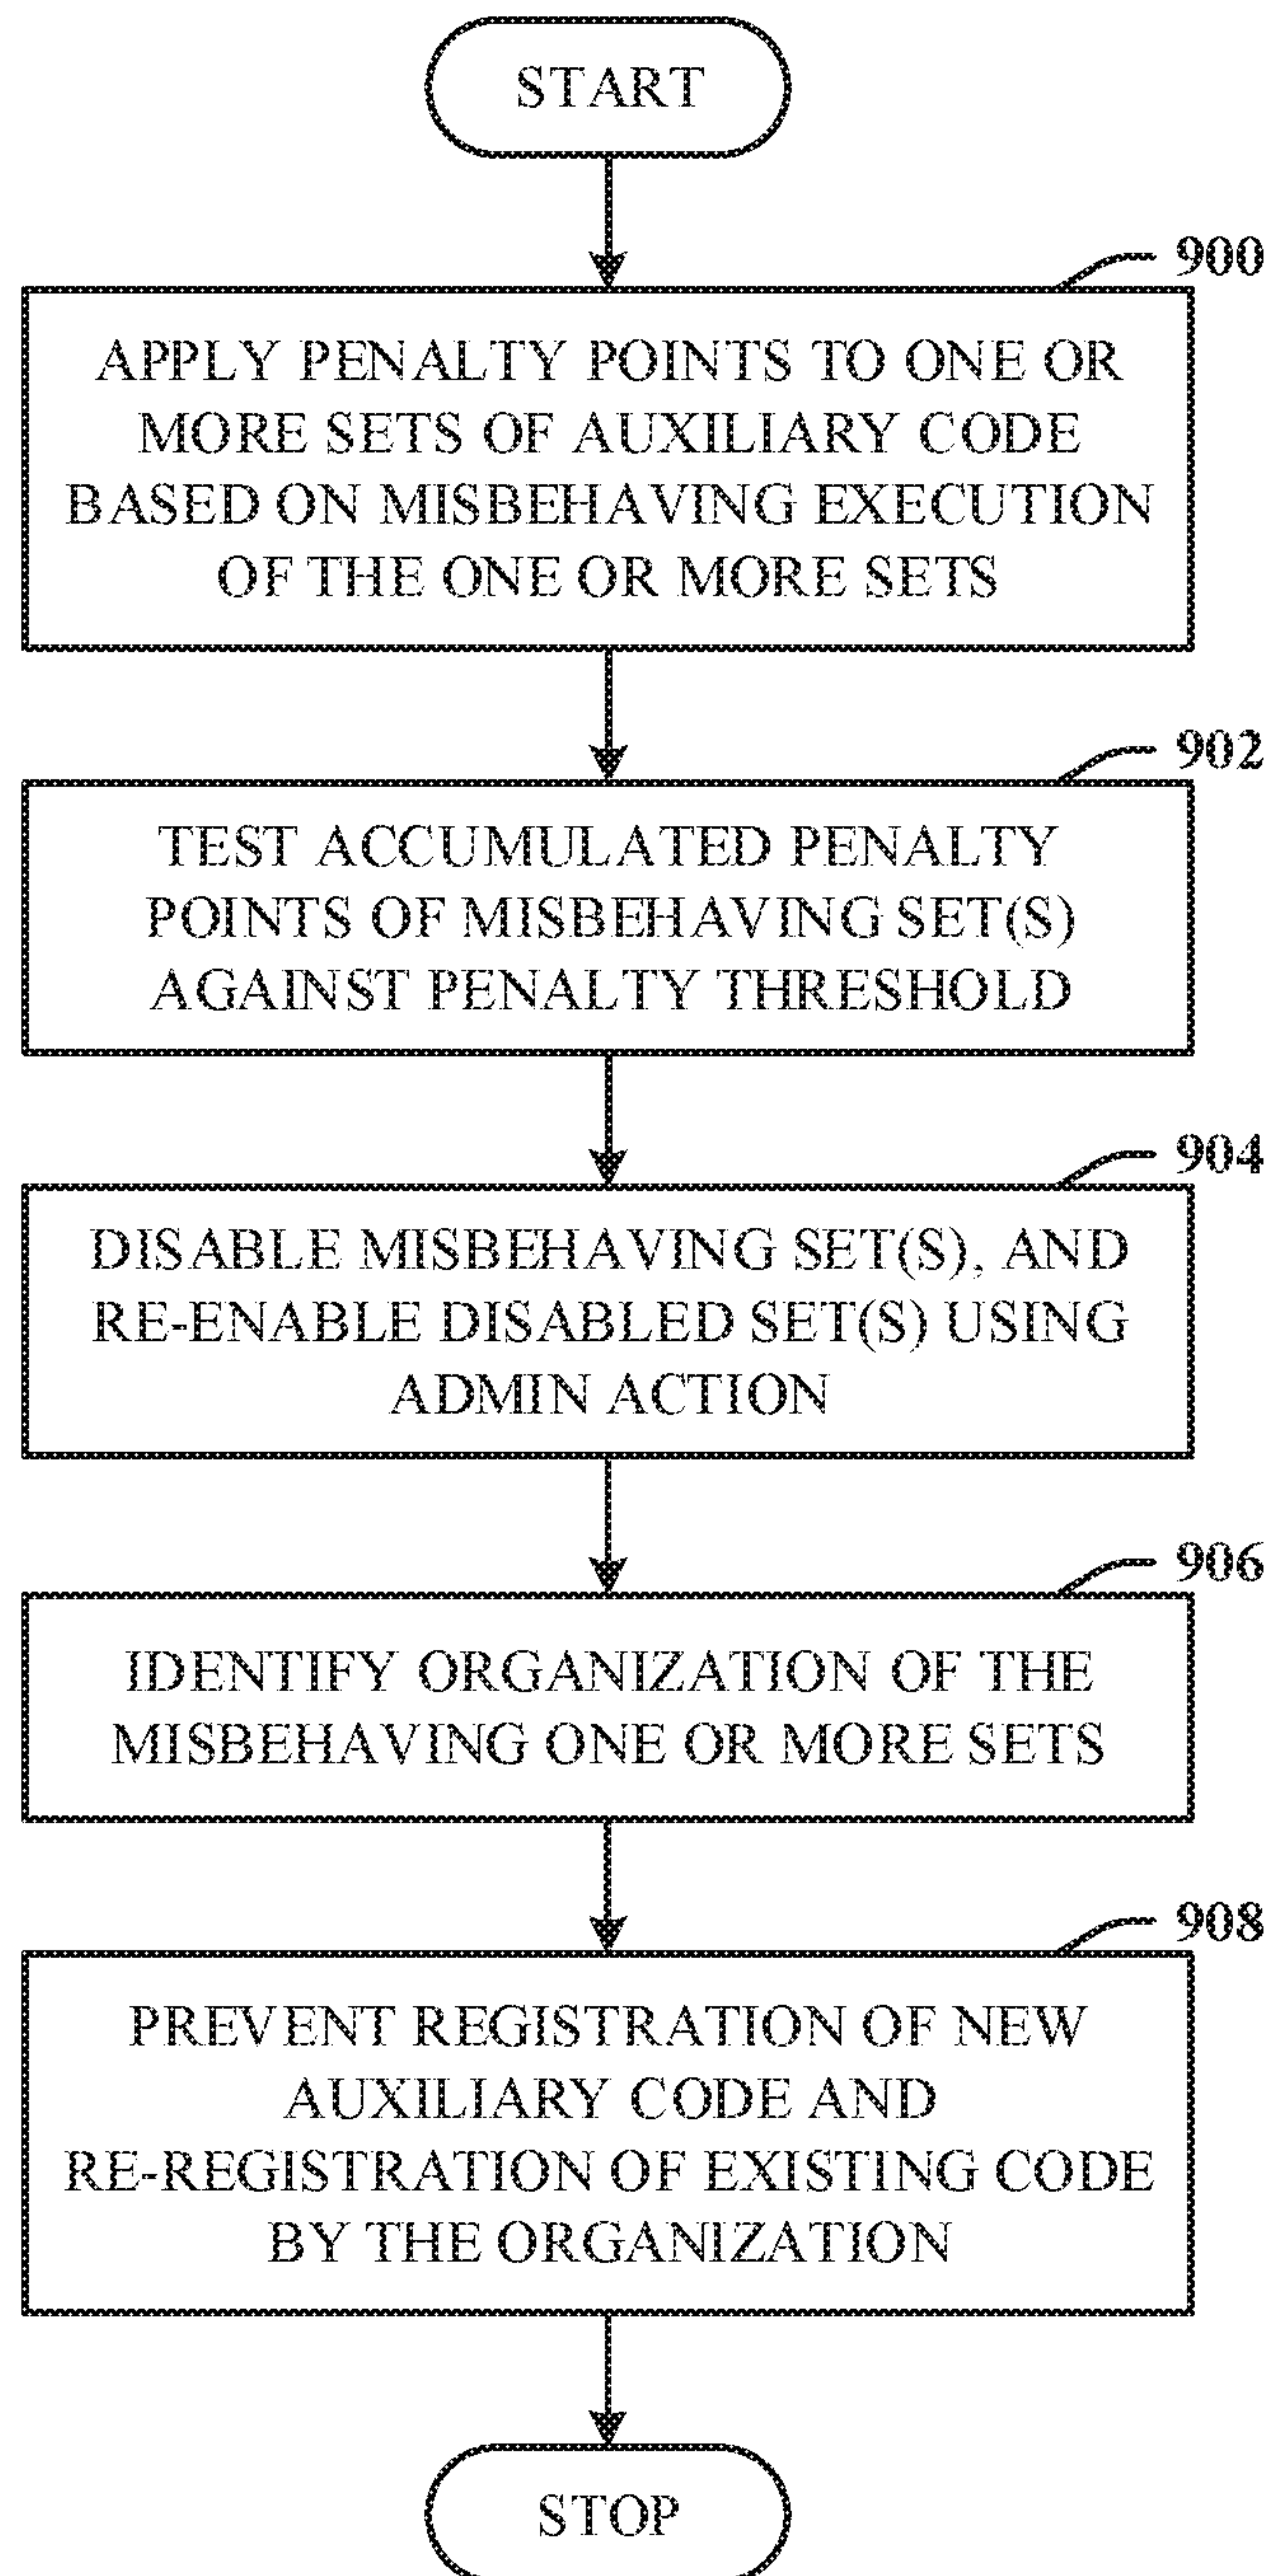 START
900
APPLY PENALTY POINTS TO ONE OR
MORE SETS OF AUXILIARY CODE
BASED ON MISBEHAVING EXECUTION
OF THE ONE OR MORE SETS
902
TEST ACCUMULATED PENALTY
POINTS OF MISBEHAVING SET(S)
AGAINST PENALTY THRESHOLD
904
DISABLE MISBEHAVING SET(S), AND
RE-ENABLE DISABLED SET(S) USING
ADMIN ACTION
906
IDENTIFY ORGANIZATION OF THE
MISBEHAVING ONE OR MORE SETS
908
PREVENT REGISTRATION OF NEW
AUXILIARY CODE AND
RE-REGISTRATION OF EXISTING CODE
BY THE ORGANIZATION
STOP